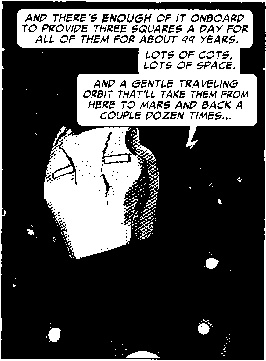 AND THERE'S ENOUGH OF IT ONBOARD
TO PROVIDE THREE SQUARES A DAY FOR
ALL OF THEM FOR ABOUT 99 YEARS.
LOTS OF COTS,
LOTS OF SPACE.
AND A GENTLE TRAVELING
ORBIT THAT'LL TAKE THEM FROM
HERE TO MARS AND BACK A
COUPLE DOZEN TIMES...